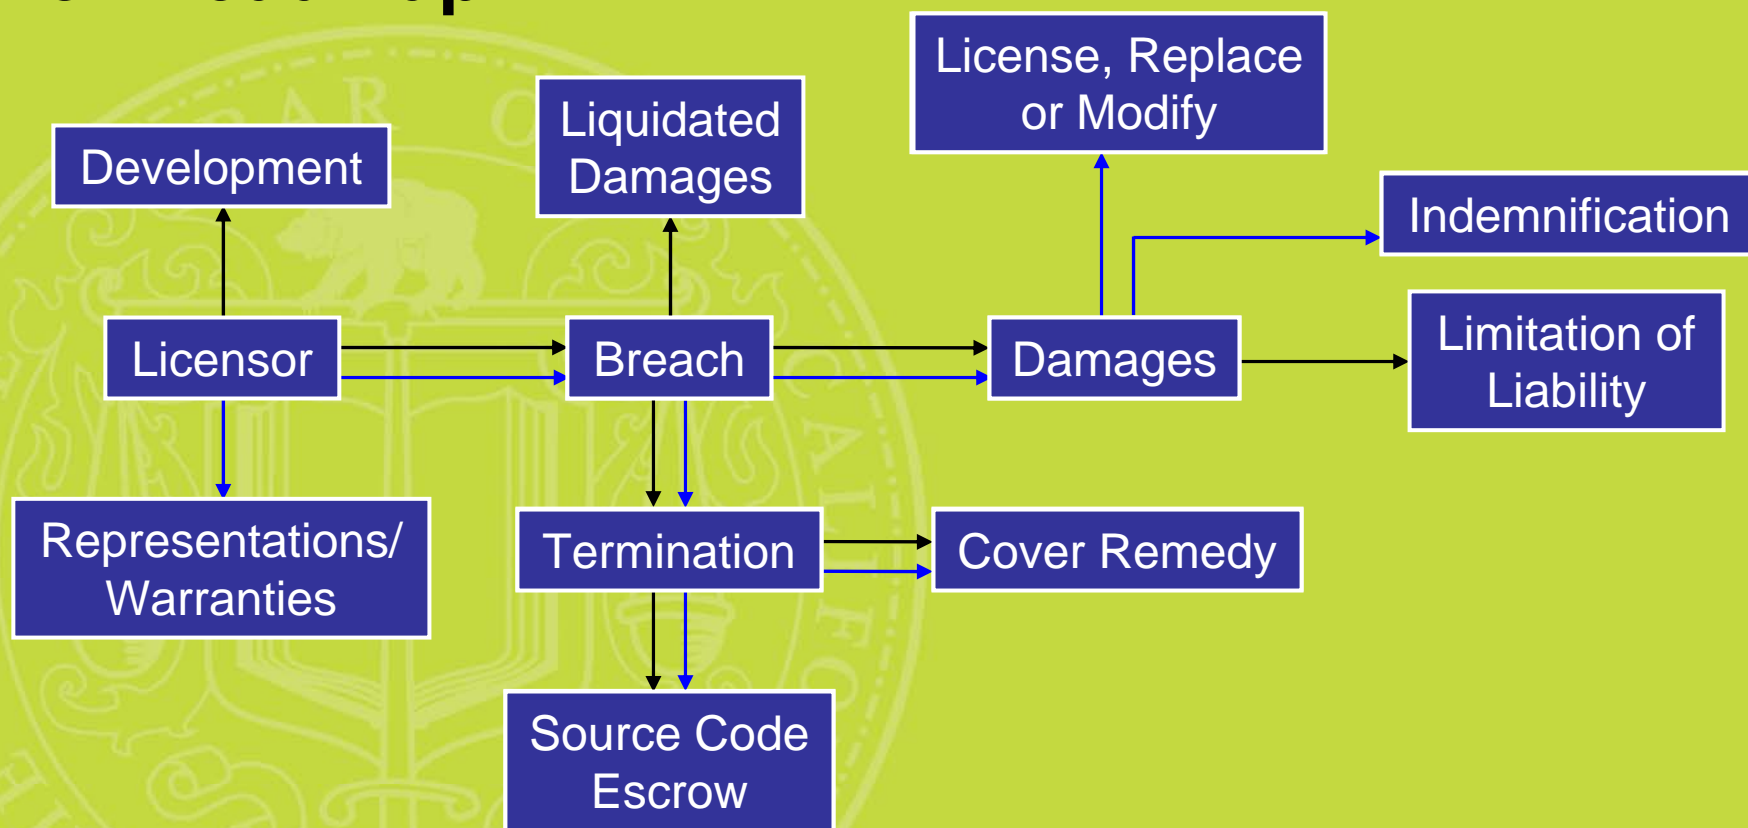 License, Replace
or Modify
Liquidated
Damages
Development
Indemnification
Licensor
Breach
Damages
Limitation of
Liability
Representations/
Warranties
Termination
Cover Remedy
Source Code
Escrow